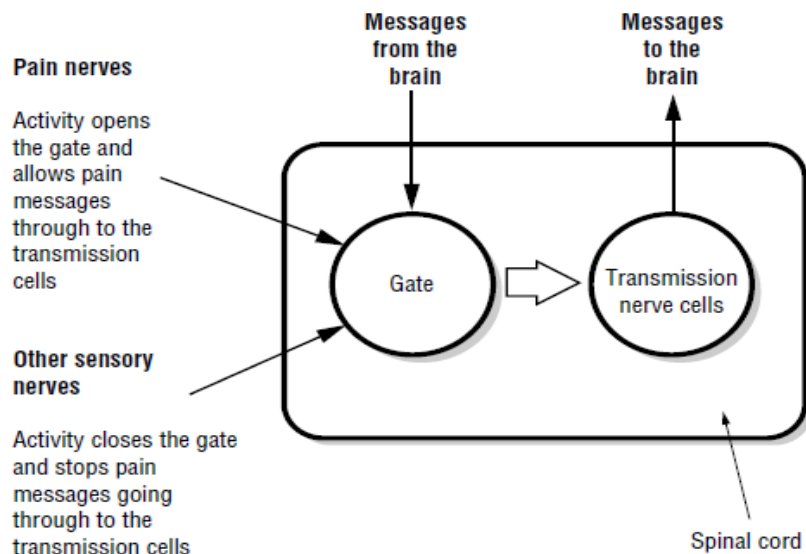 Messages
from the
brain
Messages
to the
brain
Pain nerves
Activity opens
the gate and
allows pain
messages
through to the
transmission
cells
Gate
Transmission
nerve cells
Other sensory
nerves
Activity closes the gate
and stops pain
messages going
through to the
transmission cells
Spinal cord